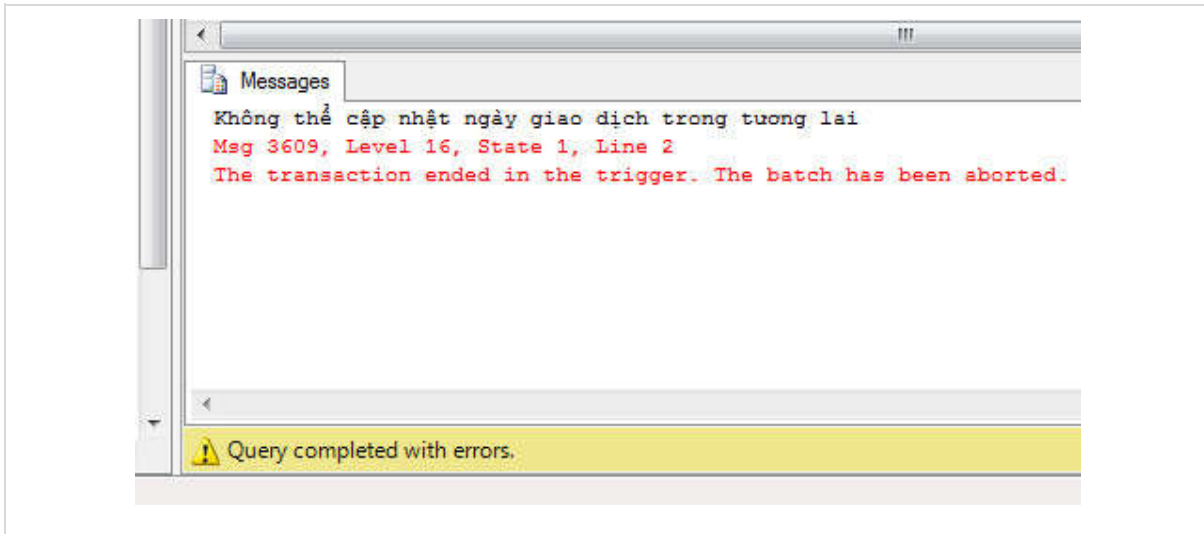 Messages
Không thể cập nhật ngày giao dịch trong tương lai
Msg 3609, Level 16, State 1, Line 2
The transaction ended in the trigger. The batch has been aborted.
Query completed with errors.